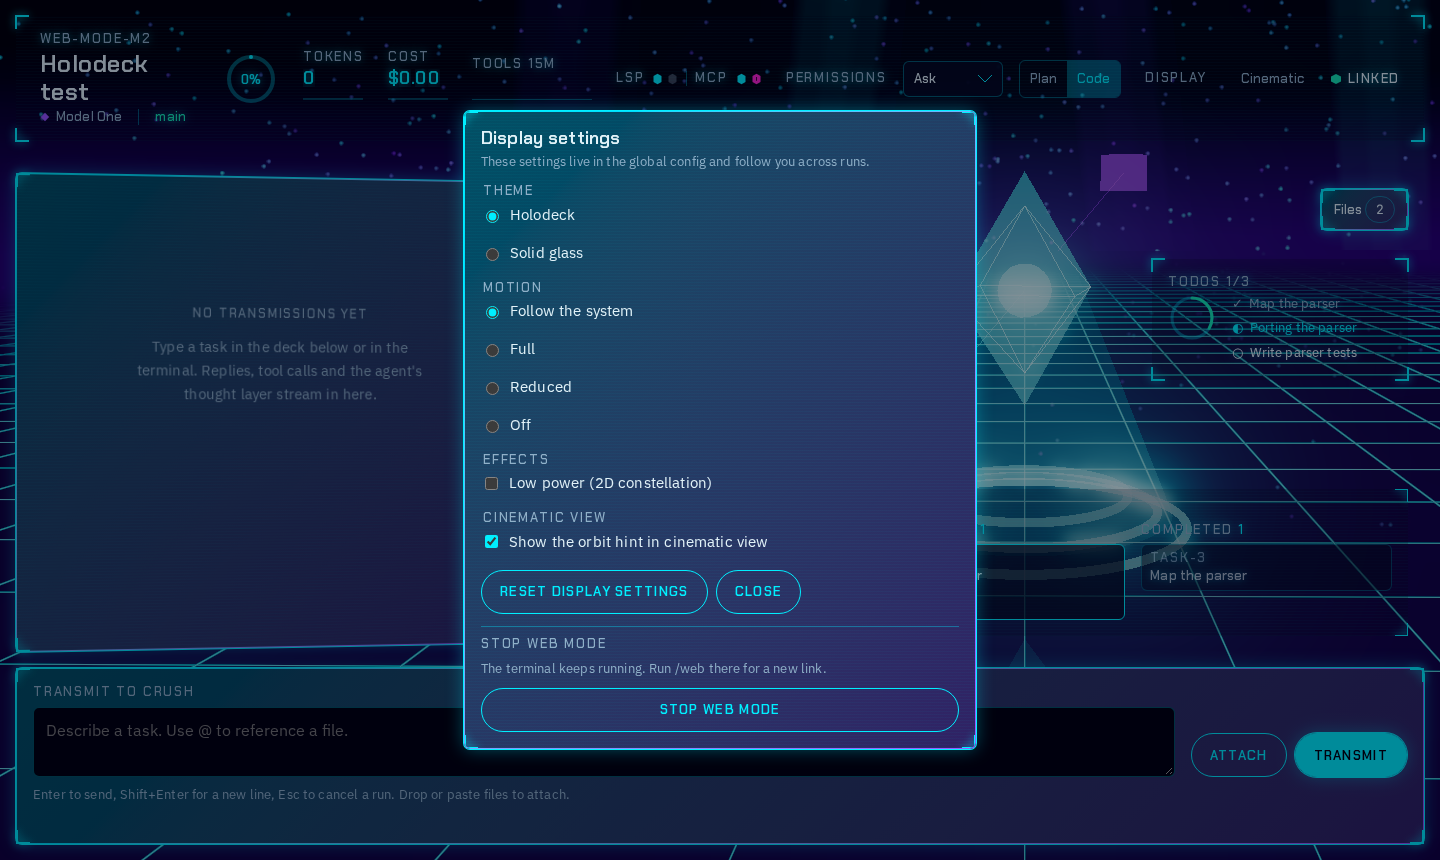 WEB-MODE-M2
Holodeck
test
Model One
main
0%
TOKENS
0
COST
$0.00
TOOLS 15M
LSP
MCP
PERMISSIONS
Ask
Plan
Code
DISPLAY
Cinematic
LINKED
Display settings
These settings live in the global config and follow you across runs.
THEME
Holodeck
Solid glass
MOTION
Follow the system
Full
Reduced
Off
EFFECTS
Low power (2D constellation)
CINEMATIC VIEW
Show the orbit hint in cinematic view
RESET DISPLAY SETTINGS
CLOSE
STOP WEB MODE
The terminal keeps running. Run /web there for a new link.
STOP WEB MODE
NO TRANSMISSIONS YET
Type a task in the deck below or in the
terminal. Replies, tool calls and the agent's
thought layer stream in here.
Files 2
TODOS 1/3
✓ Map the parser
◐ Porting the parser
○ Write parser tests
COMPLETED 1
TASK-3
Map the parser
TRANSMIT TO CRUSH
Describe a task. Use @ to reference a file.
ATTACH
TRANSMIT
Enter to send, Shift+Enter for a new line, Esc to cancel a run. Drop or paste files to attach.